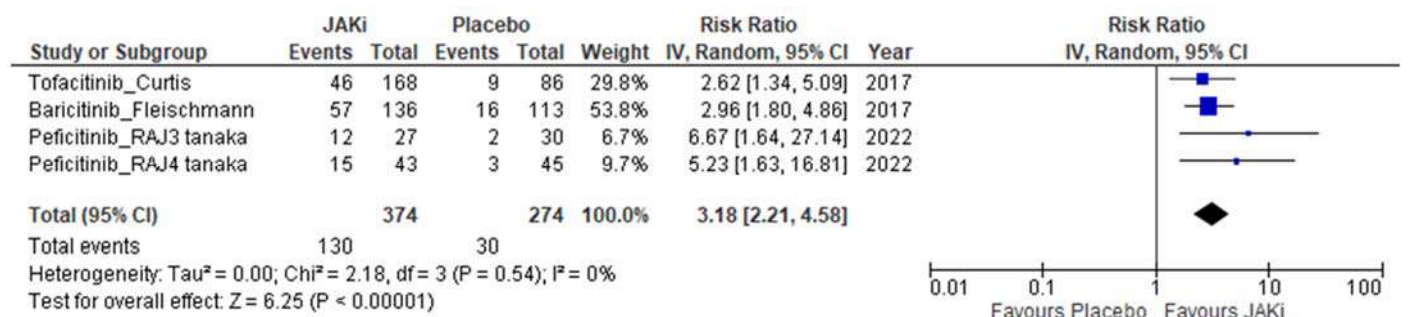 JAKi Placebo Risk Ratio Risk Ratio
Study or Subgroup Events Total Events Total Weight IV, Random, 95% CI Year IV, Random, 95% CI
Tofacitinib_Curtis 46 168 9 86 29.8% 2.62 [1.34, 5.09] 2017
Baricitinib_Fleischmann 57 136 16 113 53.8% 2.96 [1.80, 4.86] 2017
Peficitinib_RAJ3 tanaka 12 27 2 30 6.7% 6.67 [1.64, 27.14] 2022
Peficitinib_RAJ4 tanaka 15 43 3 45 9.7% 5.23 [1.63, 16.81] 2022
Total (95% CI) 374 274 100.0% 3.18 [2.21, 4.58]
Total events 130 30
Heterogeneity: Tau² = 0.00; Chi² = 2.18, df = 3 (P = 0.54); I² = 0%
Test for overall effect: Z = 6.25 (P < 0.00001)
0.01 0.1 1 10 100
Favours Placebo Favours JAKi